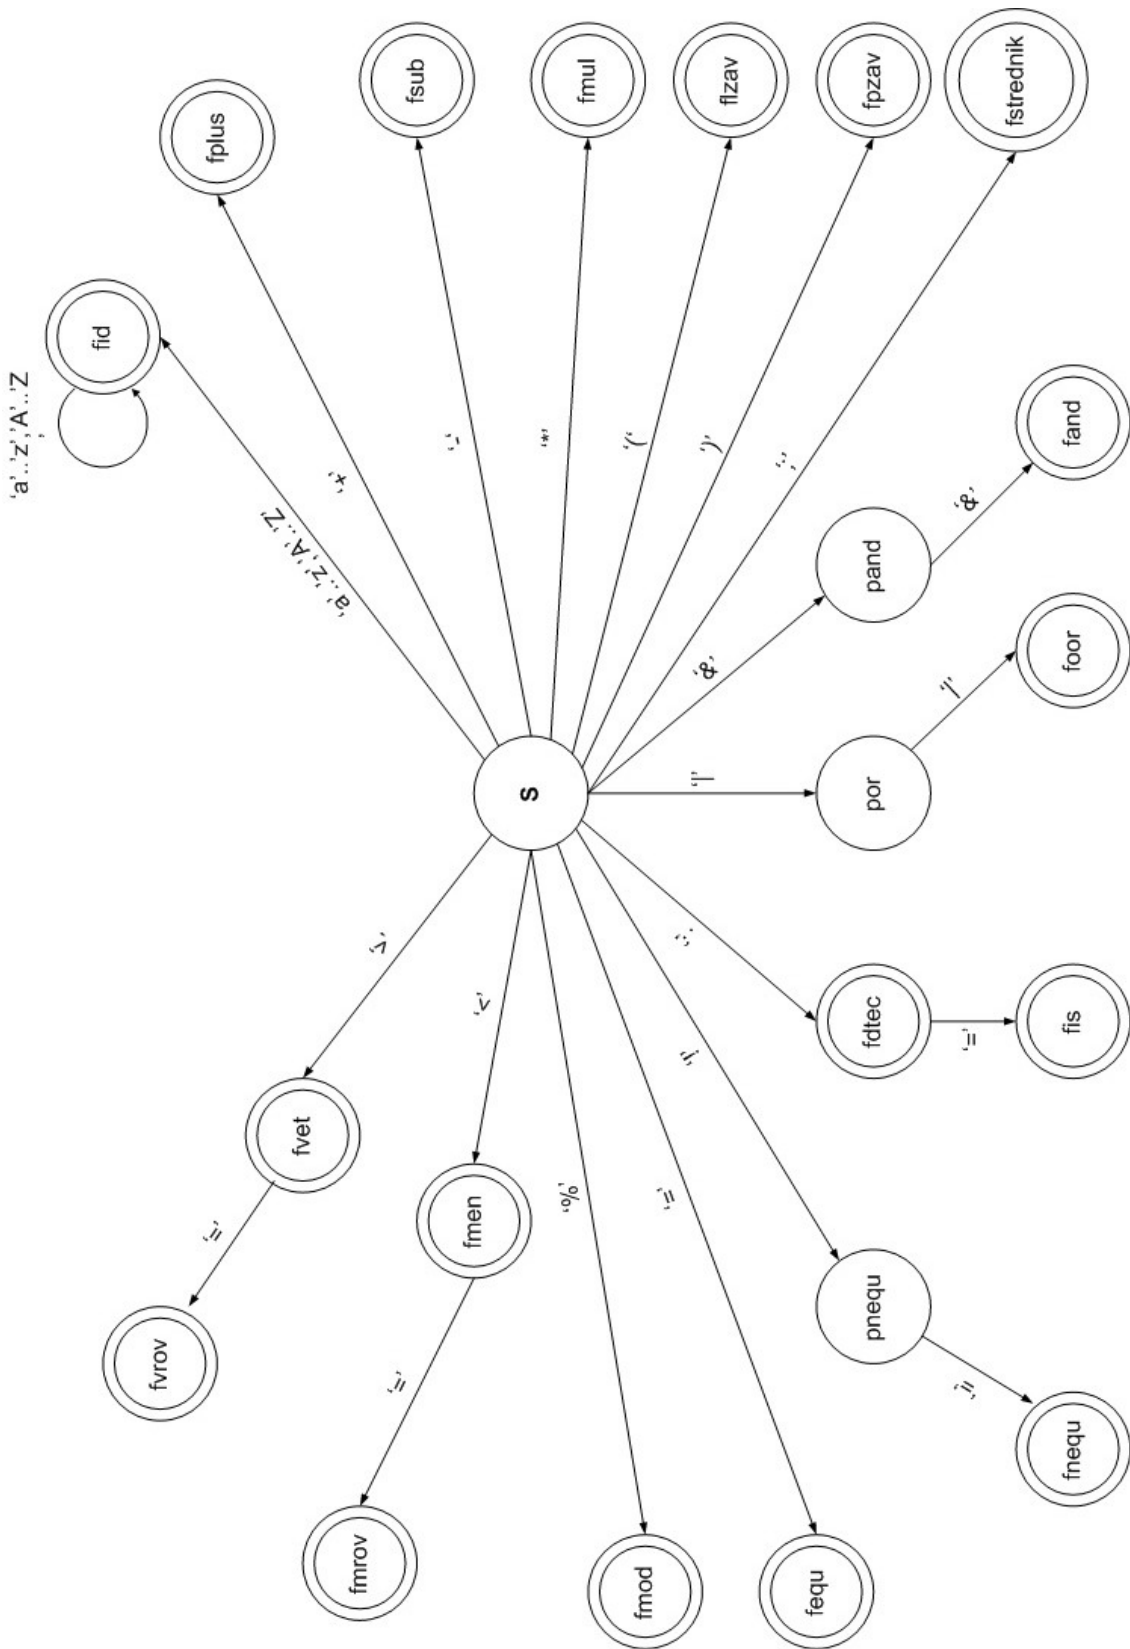 ‘a’..’z’,’A’..’Z
’
fid
fvrov
fplus
‘=’
fvet
‘a’..’z’,’A’..’Z’
‘+’
fmrov
‘>’
‘=’
fsub
‘-’
fmen
‘<’
s
‘*’
‘%’
fmul
‘(‘
fmod
‘=’
‘!’
‘:’
‘|’
‘&’
‘)’
flzav
‘;’
fequ
pnequ
fdtec
por
pand
fpzav
‘=’
‘=’
‘|’
‘&’
fnequ
fis
foor
fand
fstrednik